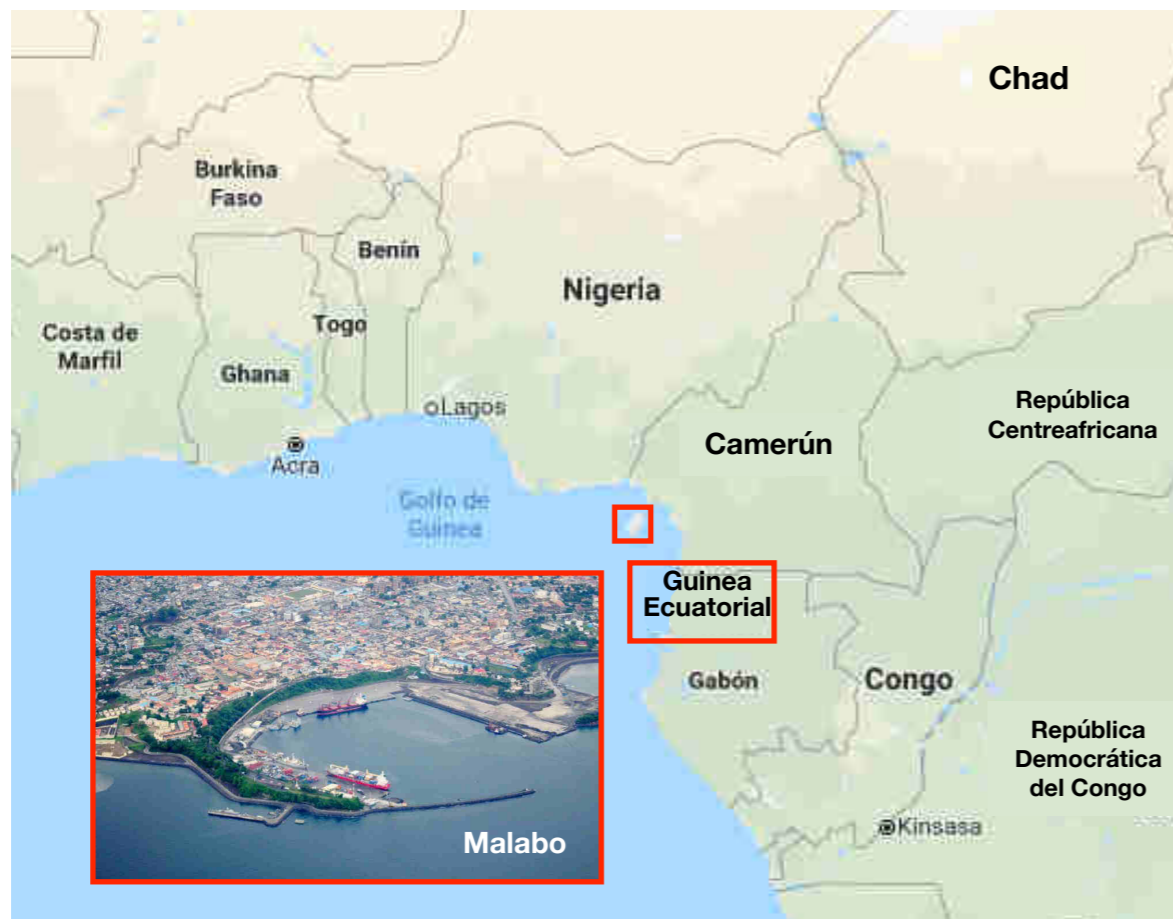 Chad
Burkina
Faso
Benín
Nigeria
Togo
Costa de
Marfil
Ghana
Lagos
República
Centreafricana
Camerún
Acra
Golfo de
Guinea
Guinea
Ecuatorial
Gabón
Congo
República
Democrática
del Congo
Kinsasa
Malabo